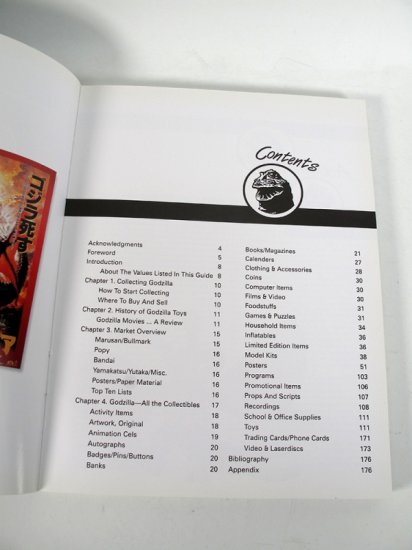 ゴジラ死す
Contents
Acknowledgments 4
Foreword 5
Introduction 8
About The Values Listed In This Guide 8
Chapter 1. Collecting Godzilla
How To Start Collecting
Where To Buy And Sell
Chapter 2. History of Godzilla Toys 11
Godzilla Movies ... A Review 11
Chapter 3. Market Overview 15
Marusan/Bullmark 15
Popy 15
Bandai
Yamakatsu/Yutaka/Misc. 16
Posters/Paper Material 16
Top Ten Lists 16
Chapter 4. Godzilla—All the Collectibles 17
Activity Items
Artwork, Original 18
Animation Cels 19
Autographs 20
Badges/Pins/Buttons 20
Banks 20
Books/Magazines 21
Calenders 27
Clothing & Accessories 28
Coins 30
Computer Items 30
Films & Video 30
Foodstuffs 30
Games & Puzzles 31
Household Items 34
Inflatables 36
Limited Edition Items 36
Model Kits 38
Posters 51
Programs 103
Promotional Items 106
Props And Scripts 107
Recordings 108
School & Office Supplies 111
Toys 111
Trading Cards/Phone Cards 171
Video & Laserdiscs 173
Bibliography 176
Appendix 176